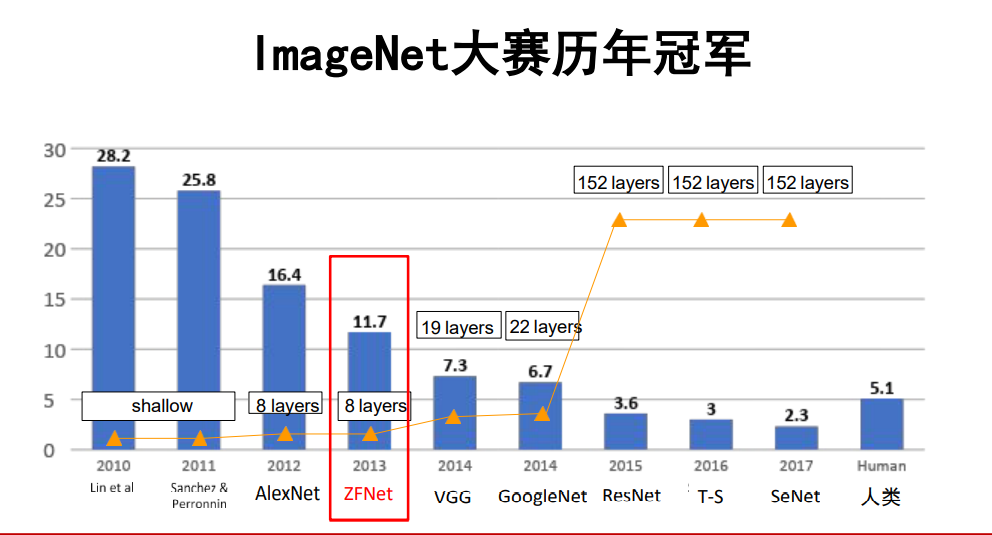 ImageNet大赛历年冠军
30
25
20
15
10
5
0
28.2
25.8
16.4
11.7
7.3
6.7
3.6
3
2.3
5.1
152 layers
152 layers
152 layers
19 layers
22 layers
shallow
8 layers
8 layers
2010
2011
2012
2013
2014
2014
2015
2016
2017
Human
Lin et al
Sanchez &
Perronnin
AlexNet
ZFNet
VGG
GoogleNet
ResNet
T-S
SeNet
人类